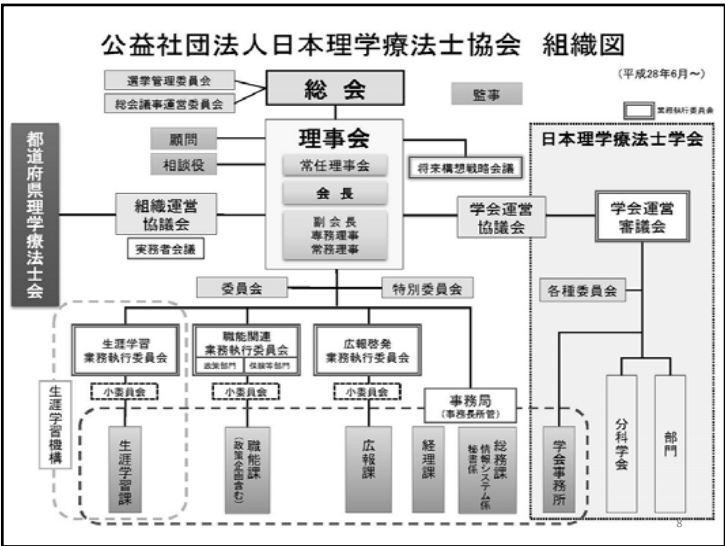 公益社団法人日本理学療法士協会 組織図
(平成28年6月~)
選挙管理委員会
総会議事運営委員会
総会
監事
業務執行委員会
都道府県理学療法士会
顧問
相談役
理事会
常任理事会
会長
副会長
専務理事
常務理事
将来構想戦略会議
日本理学療法士学会
組織運営
協議会
実務者会議
学会運営
協議会
学会運営
審議会
委員会
特別委員会
各種委員会
生涯学習
業務執行委員会
職能関連
業務執行委員会
政策部門
保険等部門
広報啓発
業務執行委員会
小委員会
小委員会
小委員会
事務局
(事務長所管)
生涯学習機構
生涯学習課
職能課
(政策企画含む)
広報課
経理課
総務課
情報システム係
秘書係
学会事務所
分科学会
部門
8